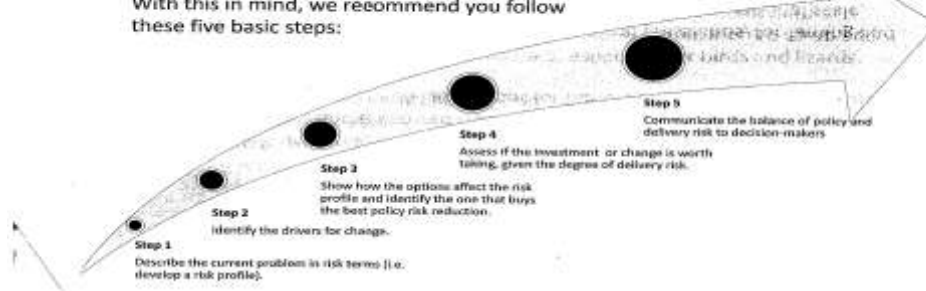 With this in mind, we recommend you follow
these five basic steps:
Step 1
Describe the current problem in risk terms (i.e.
develop a risk profile).
Step 2
Identify the drivers for change.
Step 3
Show how the options affect the risk
profile and identify the one that buys
the best policy risk reduction.
Step 4
Assess if the investment or change is worth
taking, given the degree of delivery risk.
Step 5
Communicate the balance of policy and
delivery risk to decision-makers
birds and lizards.